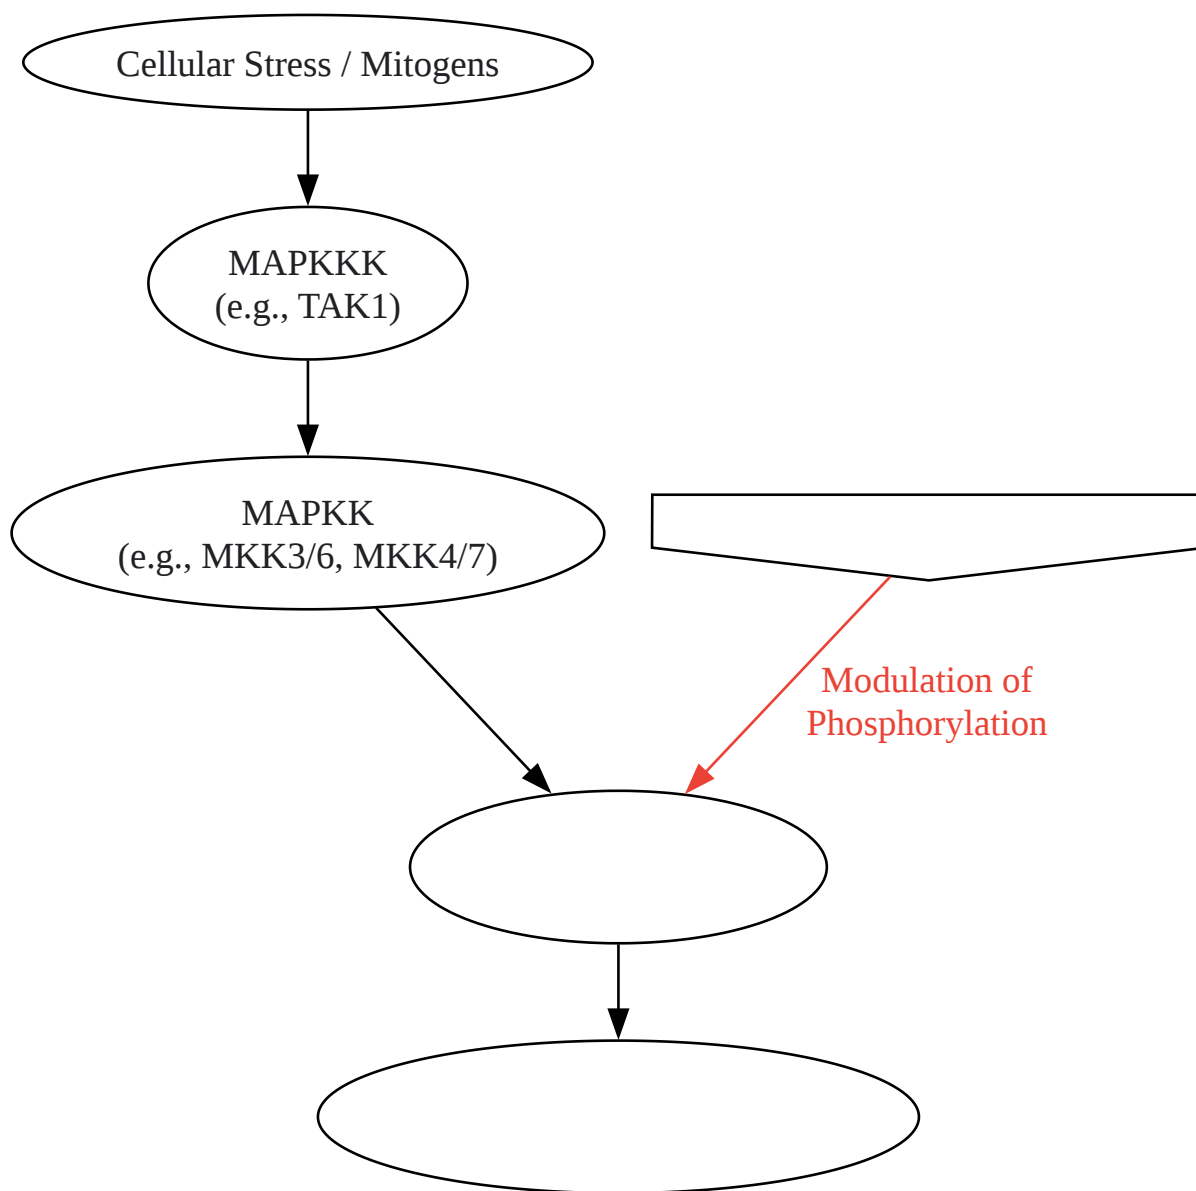 Cellular Stress / Mitogens
MAPKKK
(e.g., TAK1)
MAPKK
(e.g., MKK3/6, MKK4/7)
Modulation of
Phosphorylation